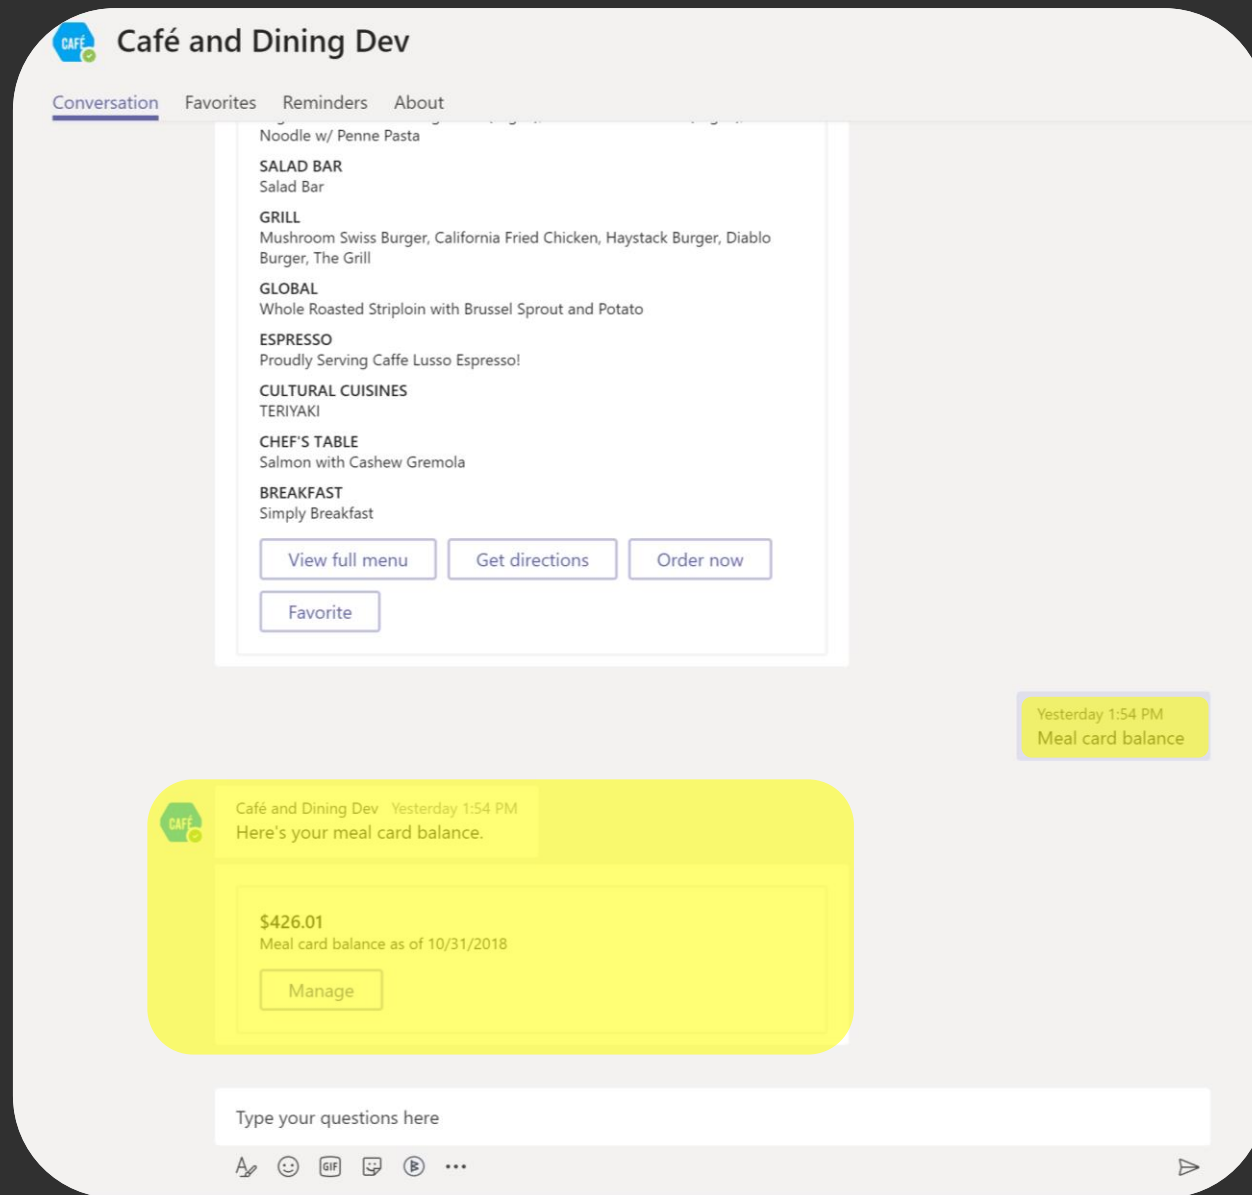 CAFÉ
Café and Dining Dev
Conversation Favorites Reminders About
Noodle w/ Penne Pasta
SALAD BAR
Salad Bar
GRILL
Mushroom Swiss Burger, California Fried Chicken, Haystack Burger, Diablo
Burger, The Grill
GLOBAL
Whole Roasted Striploin with Brussel Sprout and Potato
ESPRESSO
Proudly Serving Caffe Lusso Espresso!
CULTURAL CUISINES
TERIYAKI
CHEF'S TABLE
Salmon with Cashew Gremola
BREAKFAST
Simply Breakfast
View full menu Get directions Order now
Favorite
Yesterday 1:54 PM
Meal card balance
CAFÉ
Café and Dining Dev Yesterday 1:54 PM
Here's your meal card balance.
$426.01
Meal card balance as of 10/31/2018
Manage
Type your questions here
GIF